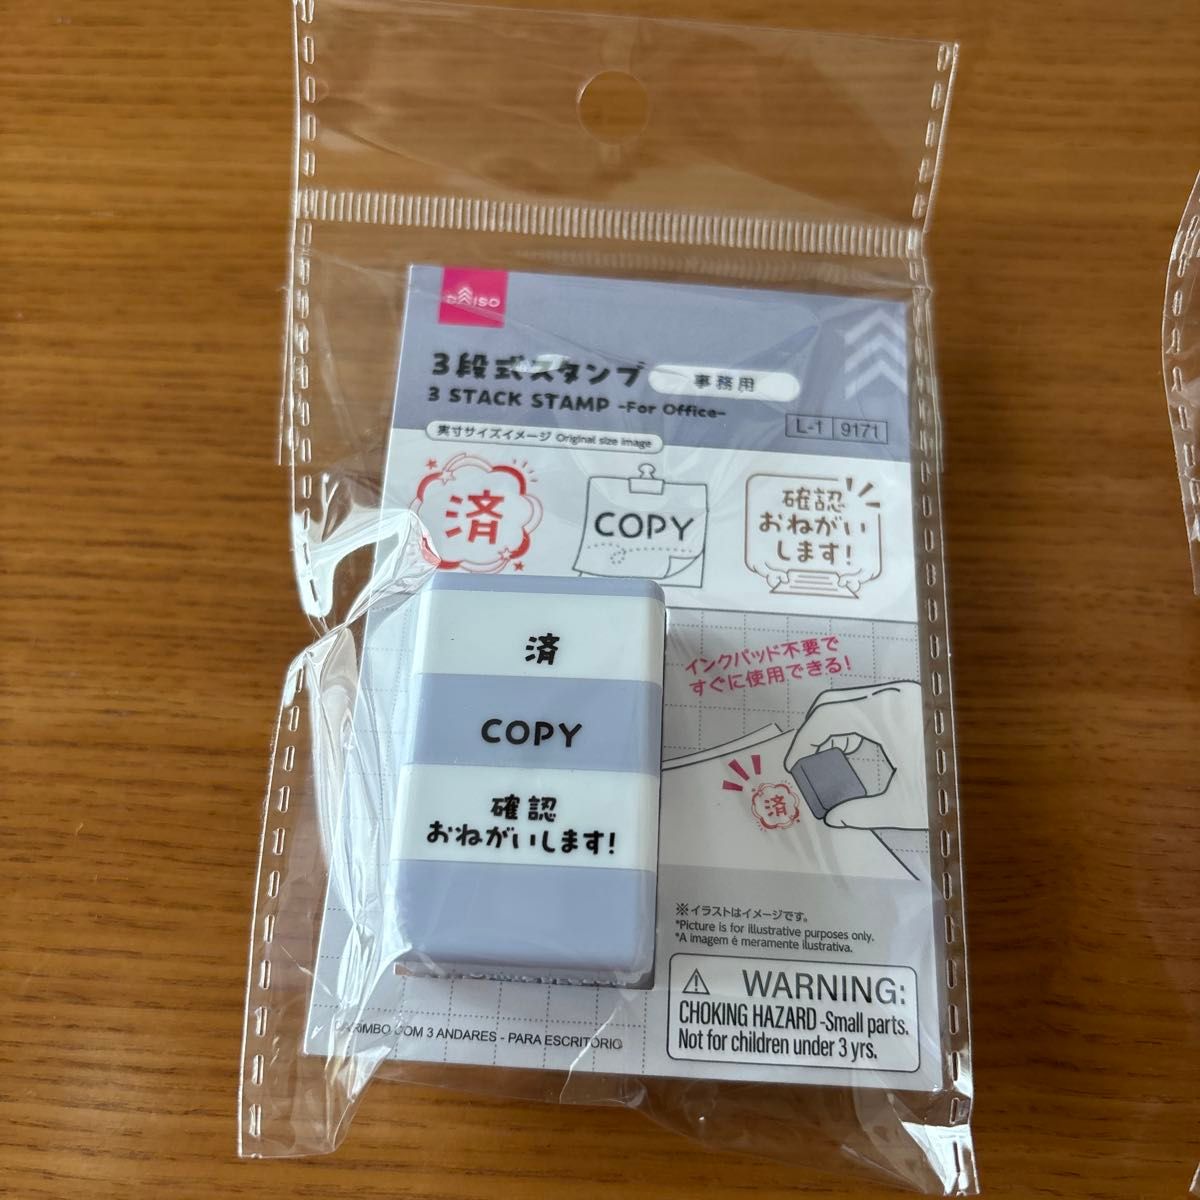 DAISO
3段式スタンプ 事務用
3 STACK STAMP -For Office-
L-1 9171
実寸サイズイメージ Original size image
済
COPY
確認
おねがい
します!
済
COPY
確認
おねがいします!
インクパッド不要で
すぐに使用できる!
済
※イラストはイメージです。
*Picture is for illustrative purposes only.
*A imagem é meramente ilustrativa.
WARNING:
CHOKING HAZARD-Small parts.
Not for children under 3 yrs.
CARIMBO COM 3 ANDARES - PARA ESCRITÓRIO